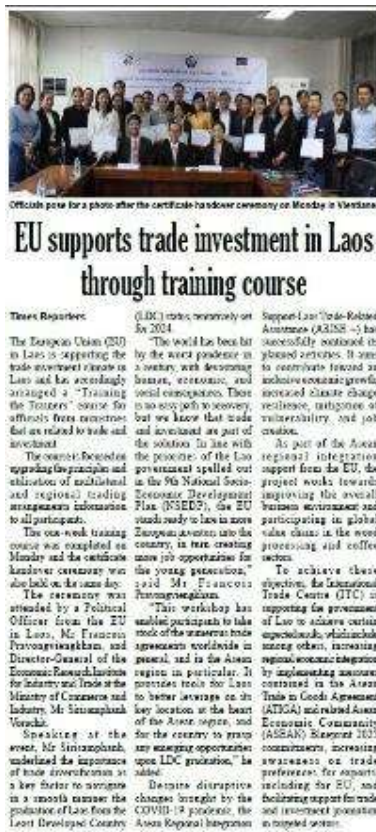 Officials pose for a photo after the certificate handover ceremony on Monday in Vientiane
EU supports trade investment in Laos
through training course
Times Reporters
The European Union (EU)
in Laos is supporting the
trade investment climate in
Laos and has accordingly
arranged a "Training
the Trainers" course for
officials from ministries
that are related to trade and
investment
The course is focused on
upgrading the principles and
utilisation of multilateral
and regional trading
arrangements information
to all participants.
The one-week training
course was completed on
Monday and the certificate
handover ceremony was
also held on the same day.
The ceremony was
attended by a Political
Officer from the EU
in Laos, Mr Francois
Pravongviengkham, and
Director-General of the
Economic Research Institute
for Industry and Trade at the
Ministry of Commerce and
Industry, Mr Sirisamphanh
Vorachit.
Speaking at the
event, Mr Sirisamphanh,
underlined the importance
of trade diversification as
a key factor to navigate
in a smooth manner the
graduation of Laos from the
Least Developed Country
(LDC) status, tentatively set
for 2024.
"The world has been hit
by the worst pandemic in
a century, with devastating
human, economic, and
social consequences. There
is no easy path to recovery,
but we know that trade
and investment are part of
the solution. In line with
the priorities of the Lao
government spelled out
in the 9th National Socio-
Economic Development
Plan (NSEDP), the EU
stands ready to lure in more
European investors into the
country, in turn creating
more job opportunities for
the young generation,"
said Mr Francois
Pravongviengkham.
"This workshop has
enabled participants to take
stock of the numerous trade
agreements worldwide in
general, and in the Asean
region in particular. It
provides tools for Laos
to better leverage on its
key location at the heart
of the Asean region, and
for the country to grasp
any emerging opportunities
upon LDC graduation," he
added.
Despite disruptive
changes brought by the
COVID-19 pandemic, the
Asean Regional Integration
Support-Laos Trade-Related
Assistance (ARISE+) has
successfully continued its
planned activities. It aims
to contribute toward an
inclusive economic growth,
increased climate change
resilience, mitigation of
vulnerability and job
creation.
As part of the Asean
regional integration
support from the EU, the
project works towards
improving the overall
business environment and
participating in global
value chains in the wood
processing and coffee
sectors.
To achieve these
objectives, the International
Trade Centre (ITC) is
supporting the government
of Lao to achieve certain
expected results, which include
among others, increasing
regional economic integration
by implementing measures
contained in the Asean
Trade in Goods Agreement
(ATIGA) and related Asean
Economic Community
(ASEAN) Blueprint 2025
commitments, increasing
awareness on trade
preferences for exports
including for EU, and
facilitating support for trade
and investment promotion
in targeted sectors.